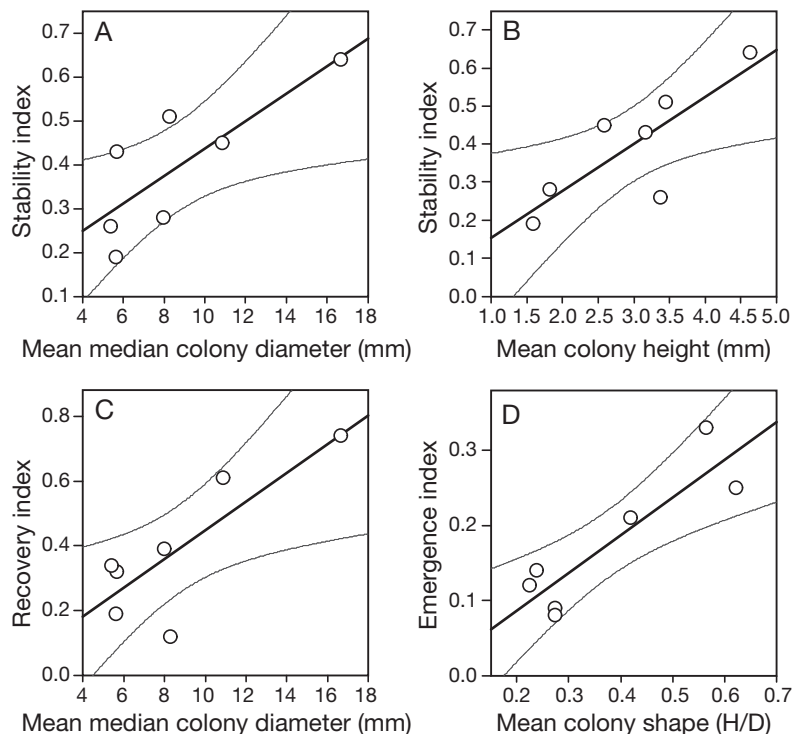 A
Stability index
0.7
0.6
0.5
0.4
0.3
0.2
0.1
4 6 8 10 12 14 16 18
Mean median colony diameter (mm)
B
Stability index
0.7
0.6
0.5
0.4
0.3
0.2
0.1
0.0
1.0 1.5 2.0 2.5 3.0 3.5 4.0 4.5 5.0
Mean colony height (mm)
C
Recovery index
0.8
0.6
0.4
0.2
0.0
4 6 8 10 12 14 16 18
Mean median colony diameter (mm)
D
Emergence index
0.3
0.2
0.1
0.0
0.2 0.3 0.4 0.5 0.6 0.7
Mean colony shape (H/D)